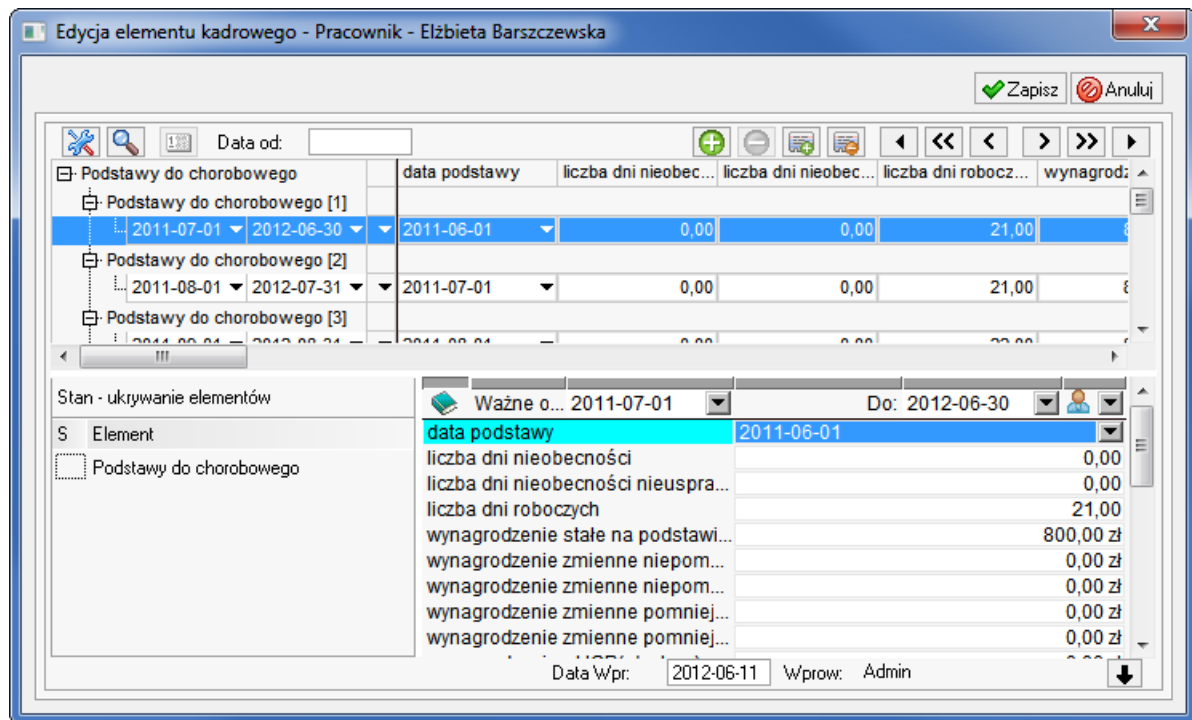 Edycja elementu kadrowego - Pracownik - Elżbieta Barszczewska
Zapisz Anuluj
Data od:
Podstawy do chorobowego data podstawy liczba dni nieobec... liczba dni nieobec... liczba dni robocz... wynagrodz
Podstawy do chorobowego [1]
2011-07-01 2012-06-30 2011-06-01 0,00 0,00 21,00
Podstawy do chorobowego [2]
2011-08-01 2012-07-31 2011-07-01 0,00 0,00 21,00
Podstawy do chorobowego [3]
Stan - ukrywanie elementów
S Element
Podstawy do chorobowego
Ważne o... 2011-07-01 Do: 2012-06-30
data podstawy 2011-06-01
liczba dni nieobecności 0,00
liczba dni nieobecności nieuspra... 0,00
liczba dni roboczych 21,00
wynagrodzenie stałe na podstawi... 800,00 zł
wynagrodzenie zmienne niepom... 0,00 zł
wynagrodzenie zmienne niepom... 0,00 zł
wynagrodzenie zmienne pomniej... 0,00 zł
wynagrodzenie zmienne pomniej... 0,00 zł
Data Wpr: 2012-06-11 Wprow: Admin